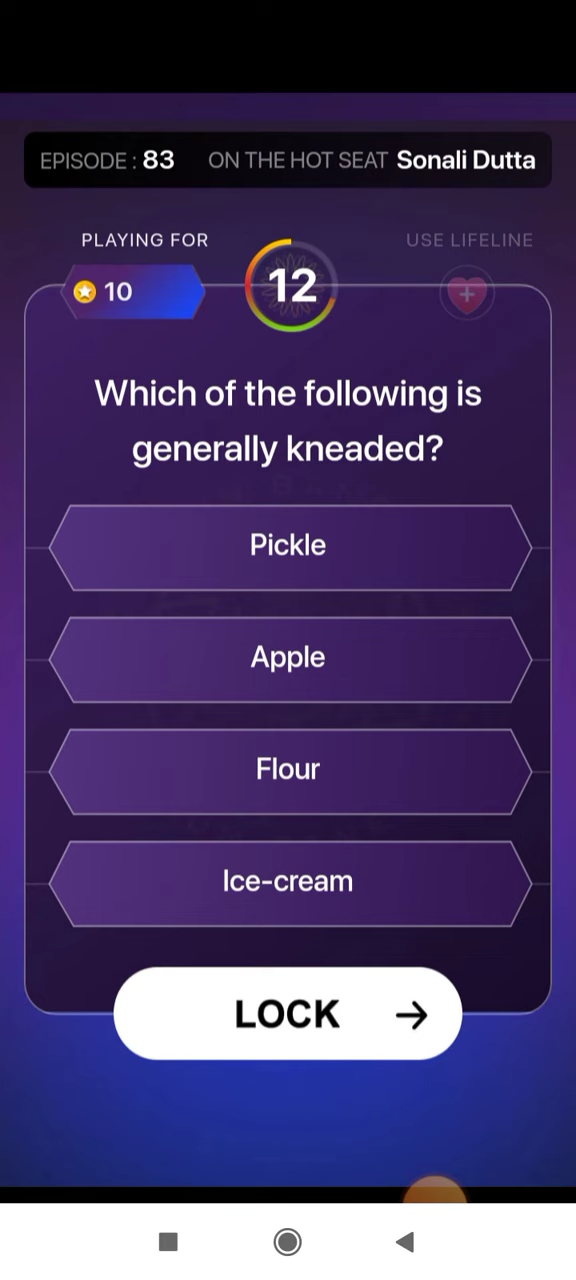 EPISODE : 83 ON THE HOT SEAT Sonali Dutta
PLAYING FOR
USE LIFELINE
10
12
Which of the following is
generally kneaded?
Pickle
Apple
Flour
Ice-cream
LOCK →